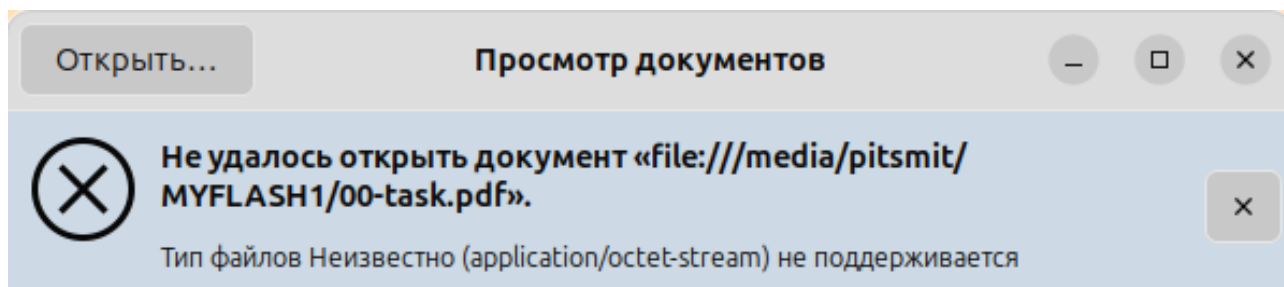 Открыть...
Просмотр документов
Не удалось открыть документ «file:///media/pitsmit/
MYFLASH1/00-task.pdf».
Тип файлов Неизвестно (application/octet-stream) не поддерживается